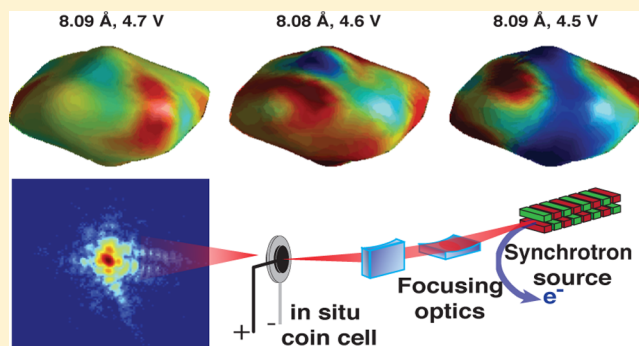 8.09 Å, 4.7 V
8.08 Å, 4.6 V
8.09 Å, 4.5 V
+
-
in situ
coin cell
Focusing
optics
Synchrotron
source
e-